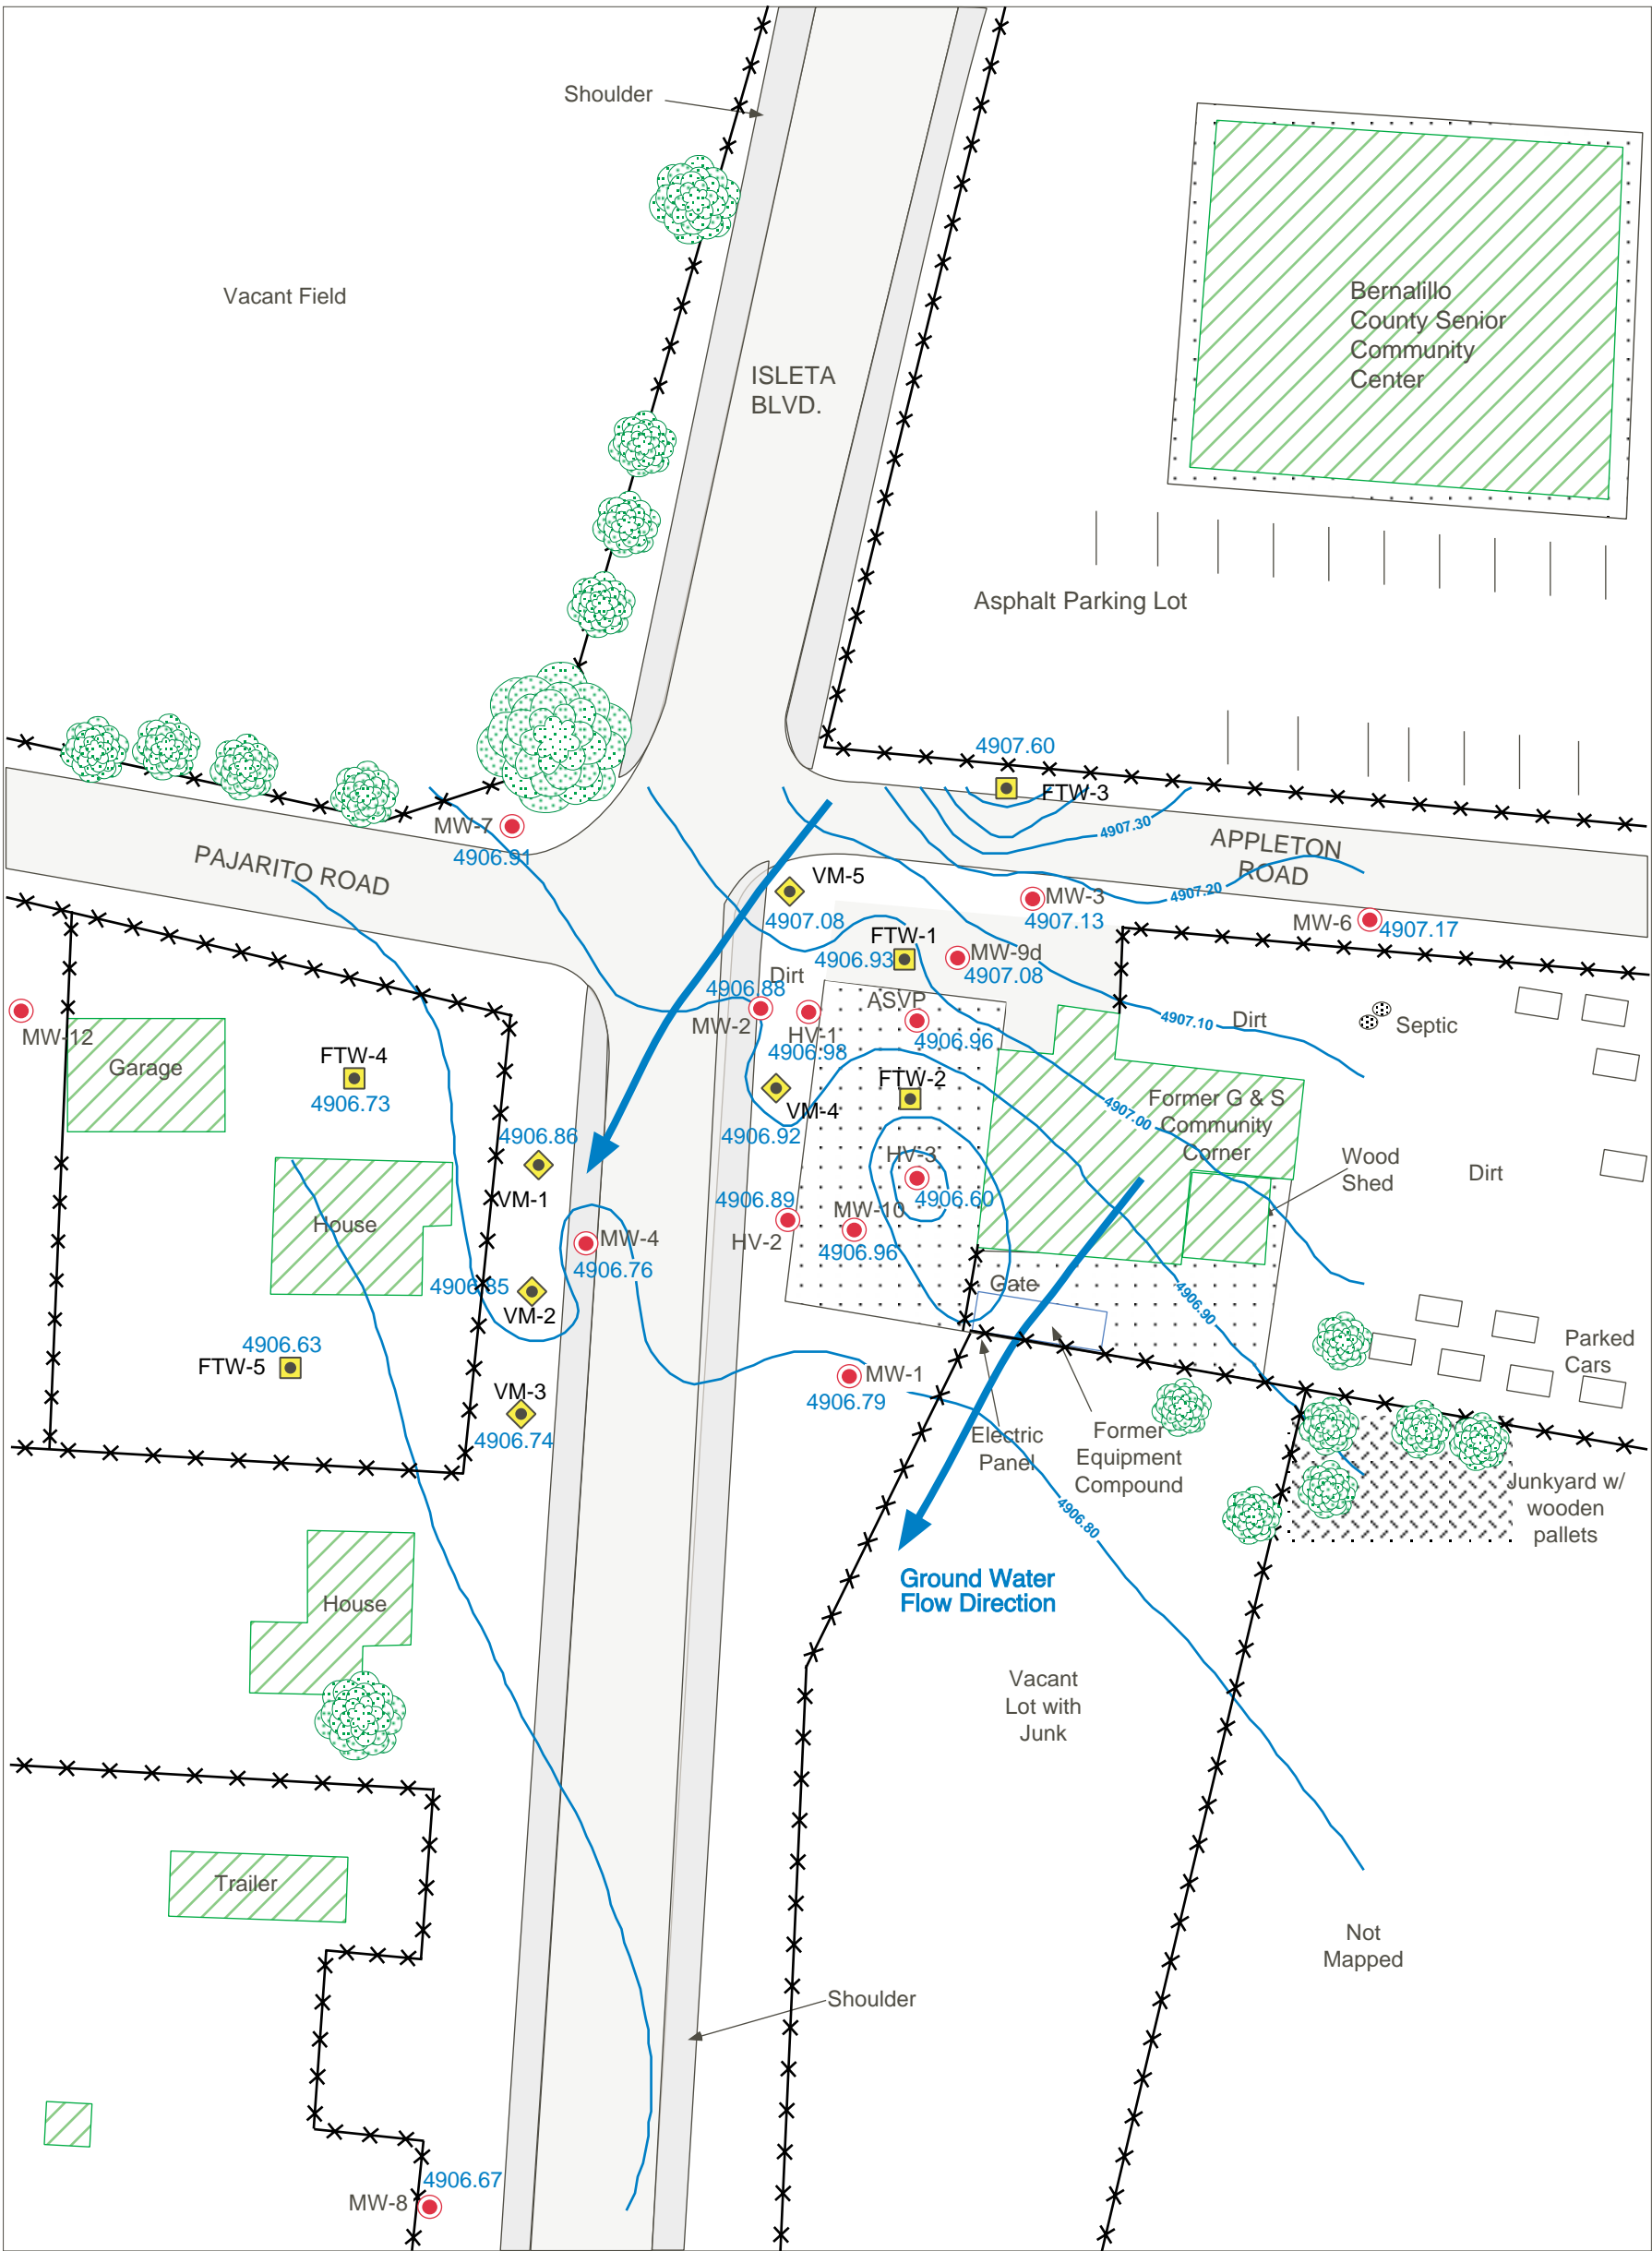 Shoulder
Vacant Field
Bernalillo
County Senior
Community
Center
ISLETA
BLVD.
Asphalt Parking Lot
4907.60
FTW-3
MW-7
4906.91
4907.30
APPLETON
ROAD
PAJARITO ROAD
VM-5
4907.08
MW-3
4907.13
4907.20
MW-6
4907.17
FTW-1
4906.93
MW-9d
4907.08
Dirt
4906.88
MW-2
HV-1
4906.98
ASVP
4906.96
4907.10
Dirt
Septic
MW-12
Garage
FTW-4
4906.73
FTW-2
VM-4
4906.92
4907.00
Former G & S
Community
Corner
Wood
Shed
Dirt
4906.86
VM-1
HV-3
4906.60
4906.89
HV-2
MW-10
4906.96
House
MW-4
4906.76
4906.85
VM-2
Gate
4906.90
Parked
Cars
4906.63
FTW-5
VM-3
4906.74
MW-1
4906.79
Electric
Panel
Former
Equipment
Compound
4906.80
Junkyard w/
wooden
pallets
Ground Water
Flow Direction
House
Vacant
Lot with
Junk
Trailer
Not
Mapped
Shoulder
4906.67
MW-8